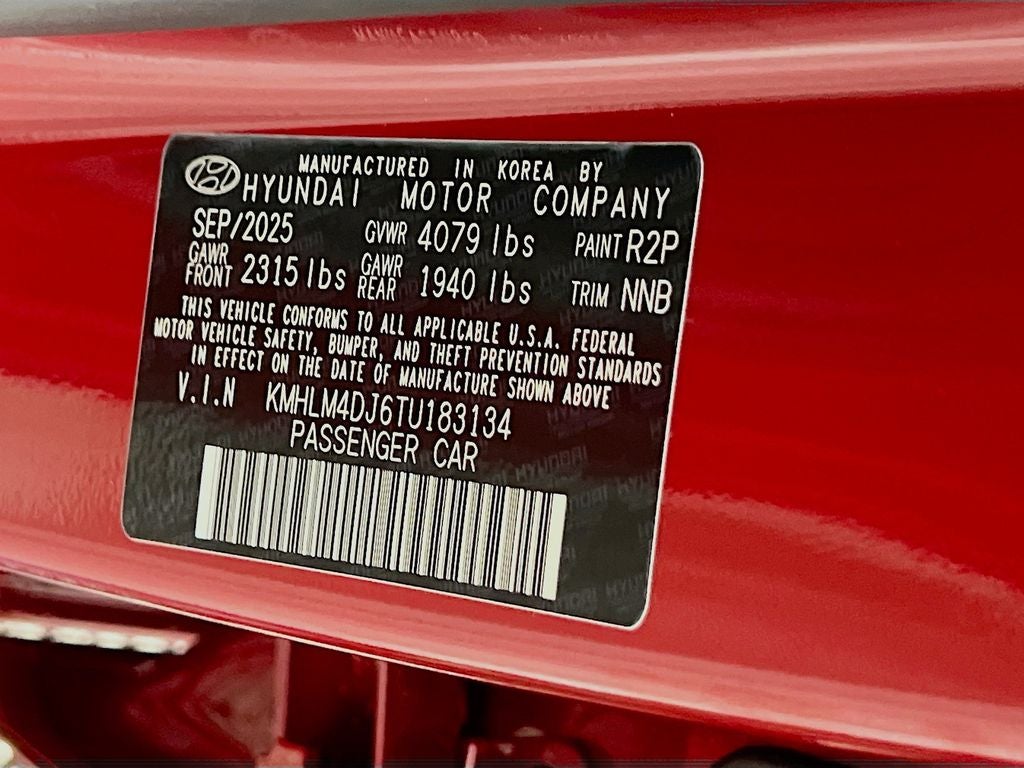 MANUFACTURED IN KOREA BY
HYUNDAI MOTOR COMPANY
SEP/2025 GVWR 4079 lbs PAINT R2P
GAWR FRONT 2315 lbs GAWR REAR 1940 lbs TRIM NNB
THIS VEHICLE CONFORMS TO ALL APPLICABLE U.S.A. FEDERAL
MOTOR VEHICLE SAFETY, BUMPER, AND THEFT PREVENTION STANDARDS
IN EFFECT ON THE DATE OF MANUFACTURE SHOWN ABOVE
V.I.N KMHLM4DJ6TU183134
PASSENGER CAR